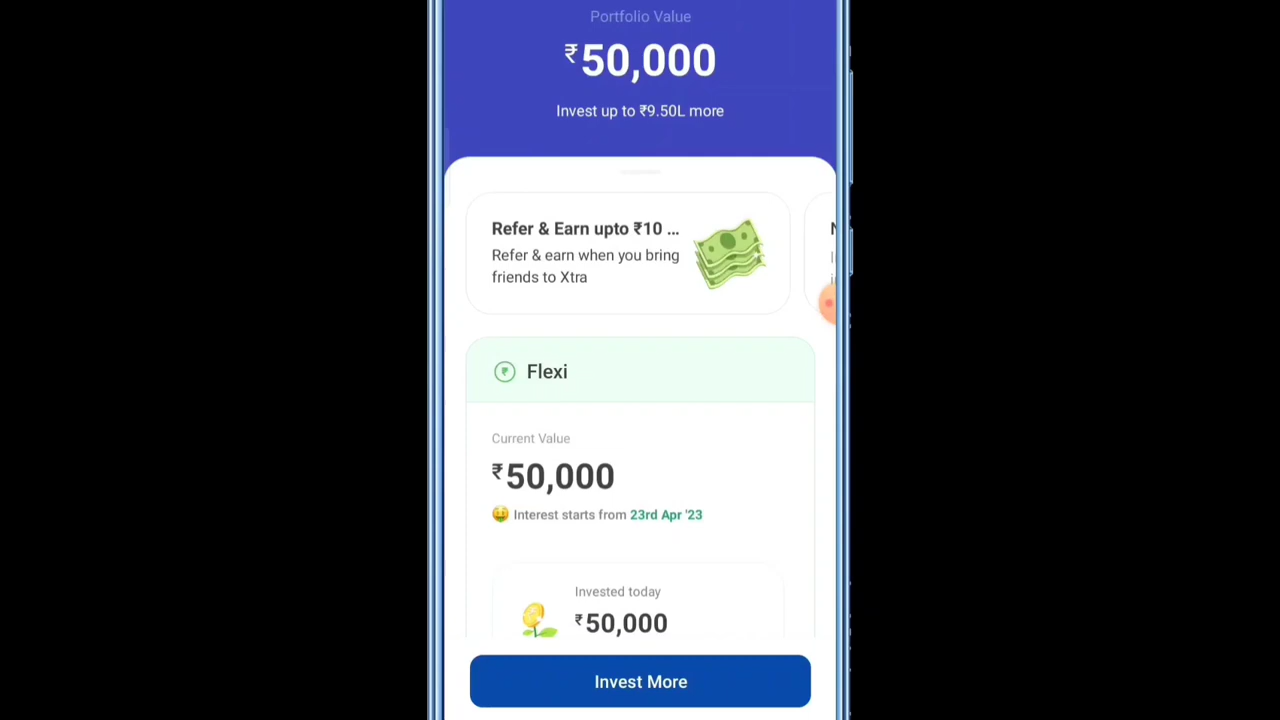 Portfolio Value
₹50,000
Invest up to ₹9.50L more
Refer & Earn upto ₹10 ...
Refer & earn when you bring
friends to Xtra
Flexi
Current Value
₹50,000
Interest starts from 23rd Apr '23
Invested today
₹50,000
Invest More